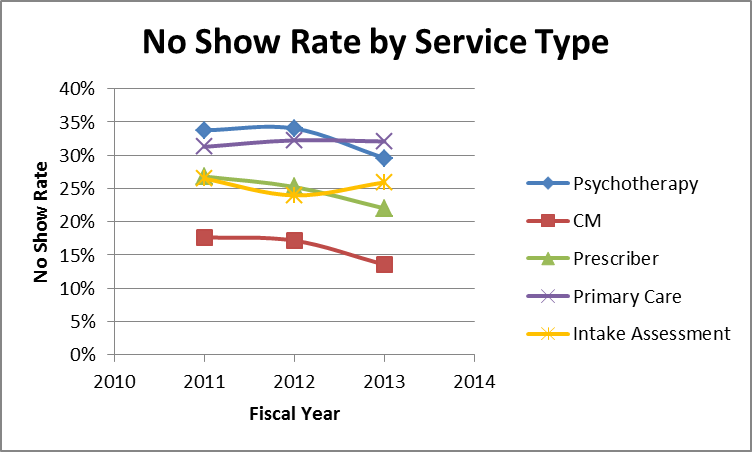 No Show Rate by Service Type
40%
35%
30%
25%
20%
15%
10%
5%
0%
No Show Rate
2010 2011 2012 2013 2014
Fiscal Year
Psychotherapy
CM
Prescriber
Primary Care
Intake Assessment